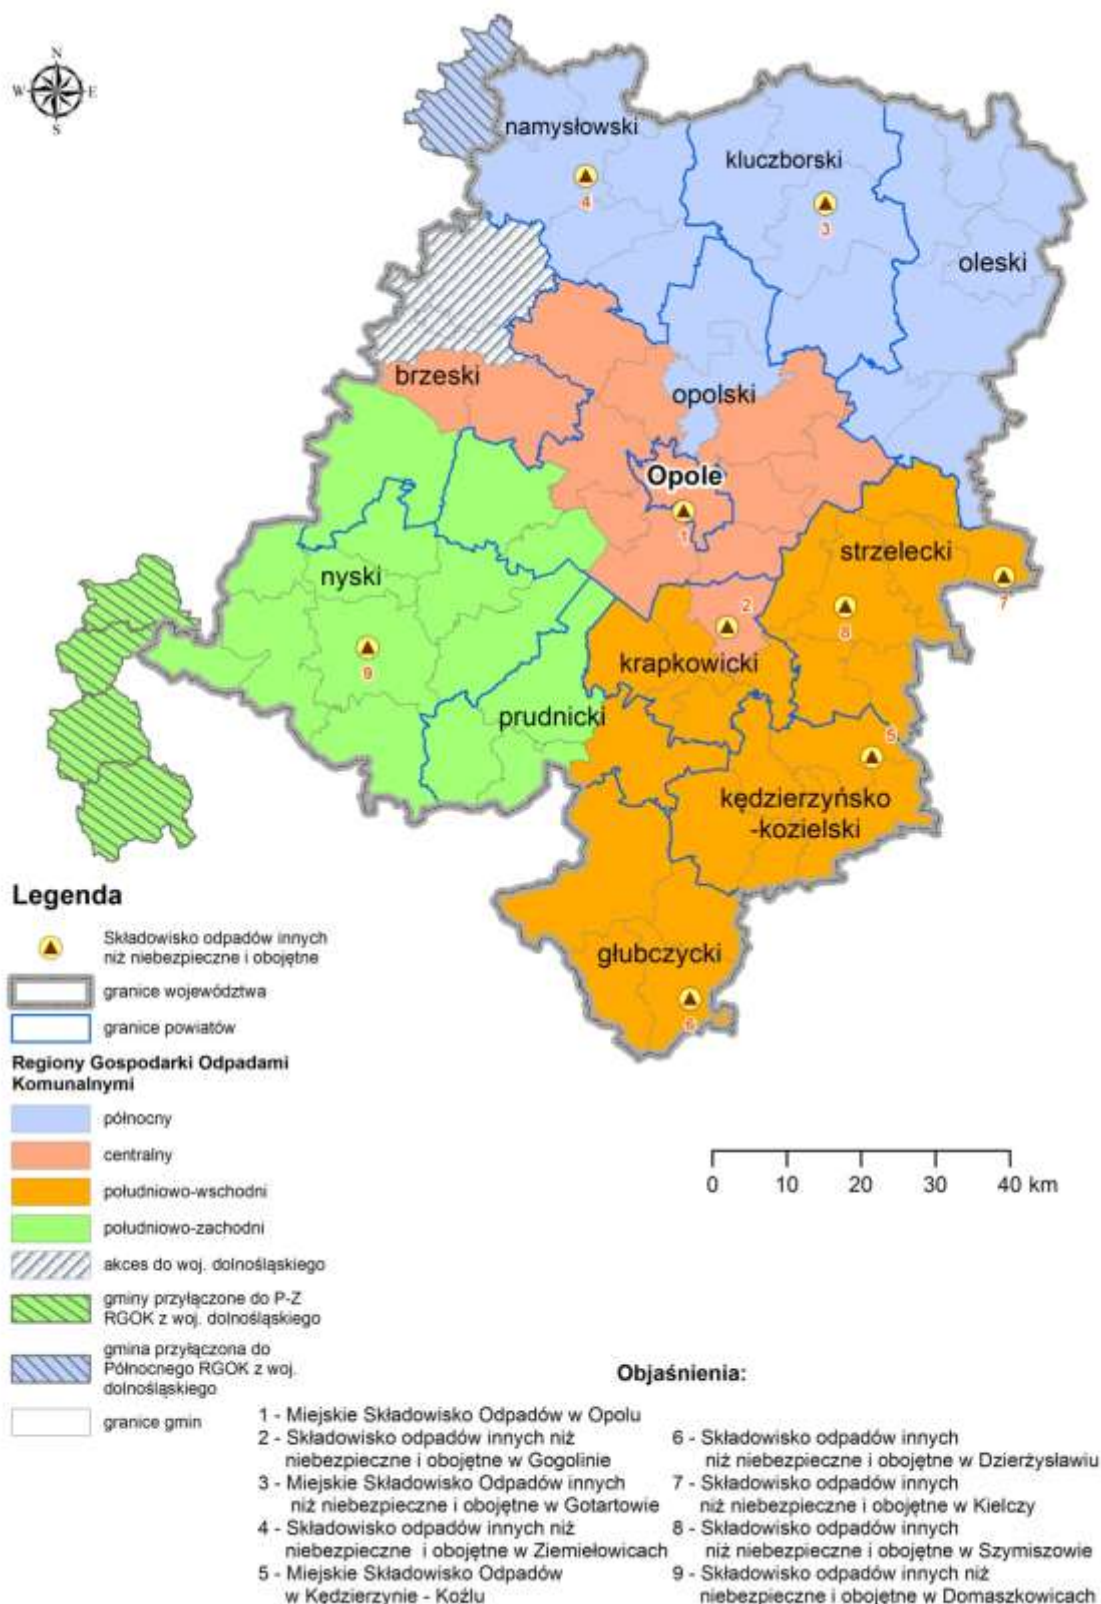 N
W E
S
namysłowski
kluczborski
4
3
oleski
brzeski
opolski
Opole
1
strzelecki
nyski
7
2
8
9
krapkowicki
prudnicki
5
kędzierzyńsko
-kozielski
głubczycki
6
Legenda
Składowisko odpadów innych
niż niebezpieczne i obojętne
granice województwa
granice powiatów
Regiony Gospodarki Odpadami
Komunalnymi
północny
centralny
południowo-wschodni
południowo-zachodni
akces do woj. dolnośląskiego
gminy przyłączone do P-Z
RGOK z woj. dolnośląskiego
gmina przyłączona do
Północnego RGOK z woj.
dolnośląskiego
granice gmin
0 10 20 30 40 km
Objaśnienia:
1 - Miejskie Składowisko Odpadów w Opolu
2 - Składowisko odpadów innych niż
niebezpieczne i obojętne w Gogolinie
3 - Miejskie Składowisko Odpadów innych
niż niebezpieczne i obojętne w Gotartowie
4 - Składowisko odpadów innych niż
niebezpieczne i obojętne w Ziemiełowicach
5 - Miejskie Składowisko Odpadów
w Kędzierzynie - Koźlu
6 - Składowisko odpadów innych
niż niebezpieczne i obojętne w Dzierżysławiu
7 - Składowisko odpadów innych
niż niebezpieczne i obojętne w Kielczy
8 - Składowisko odpadów innych
niż niebezpieczne i obojętne w Szymiszowie
9 - Składowisko odpadów innych niż
niebezpieczne i obojętne w Domaszkowicach